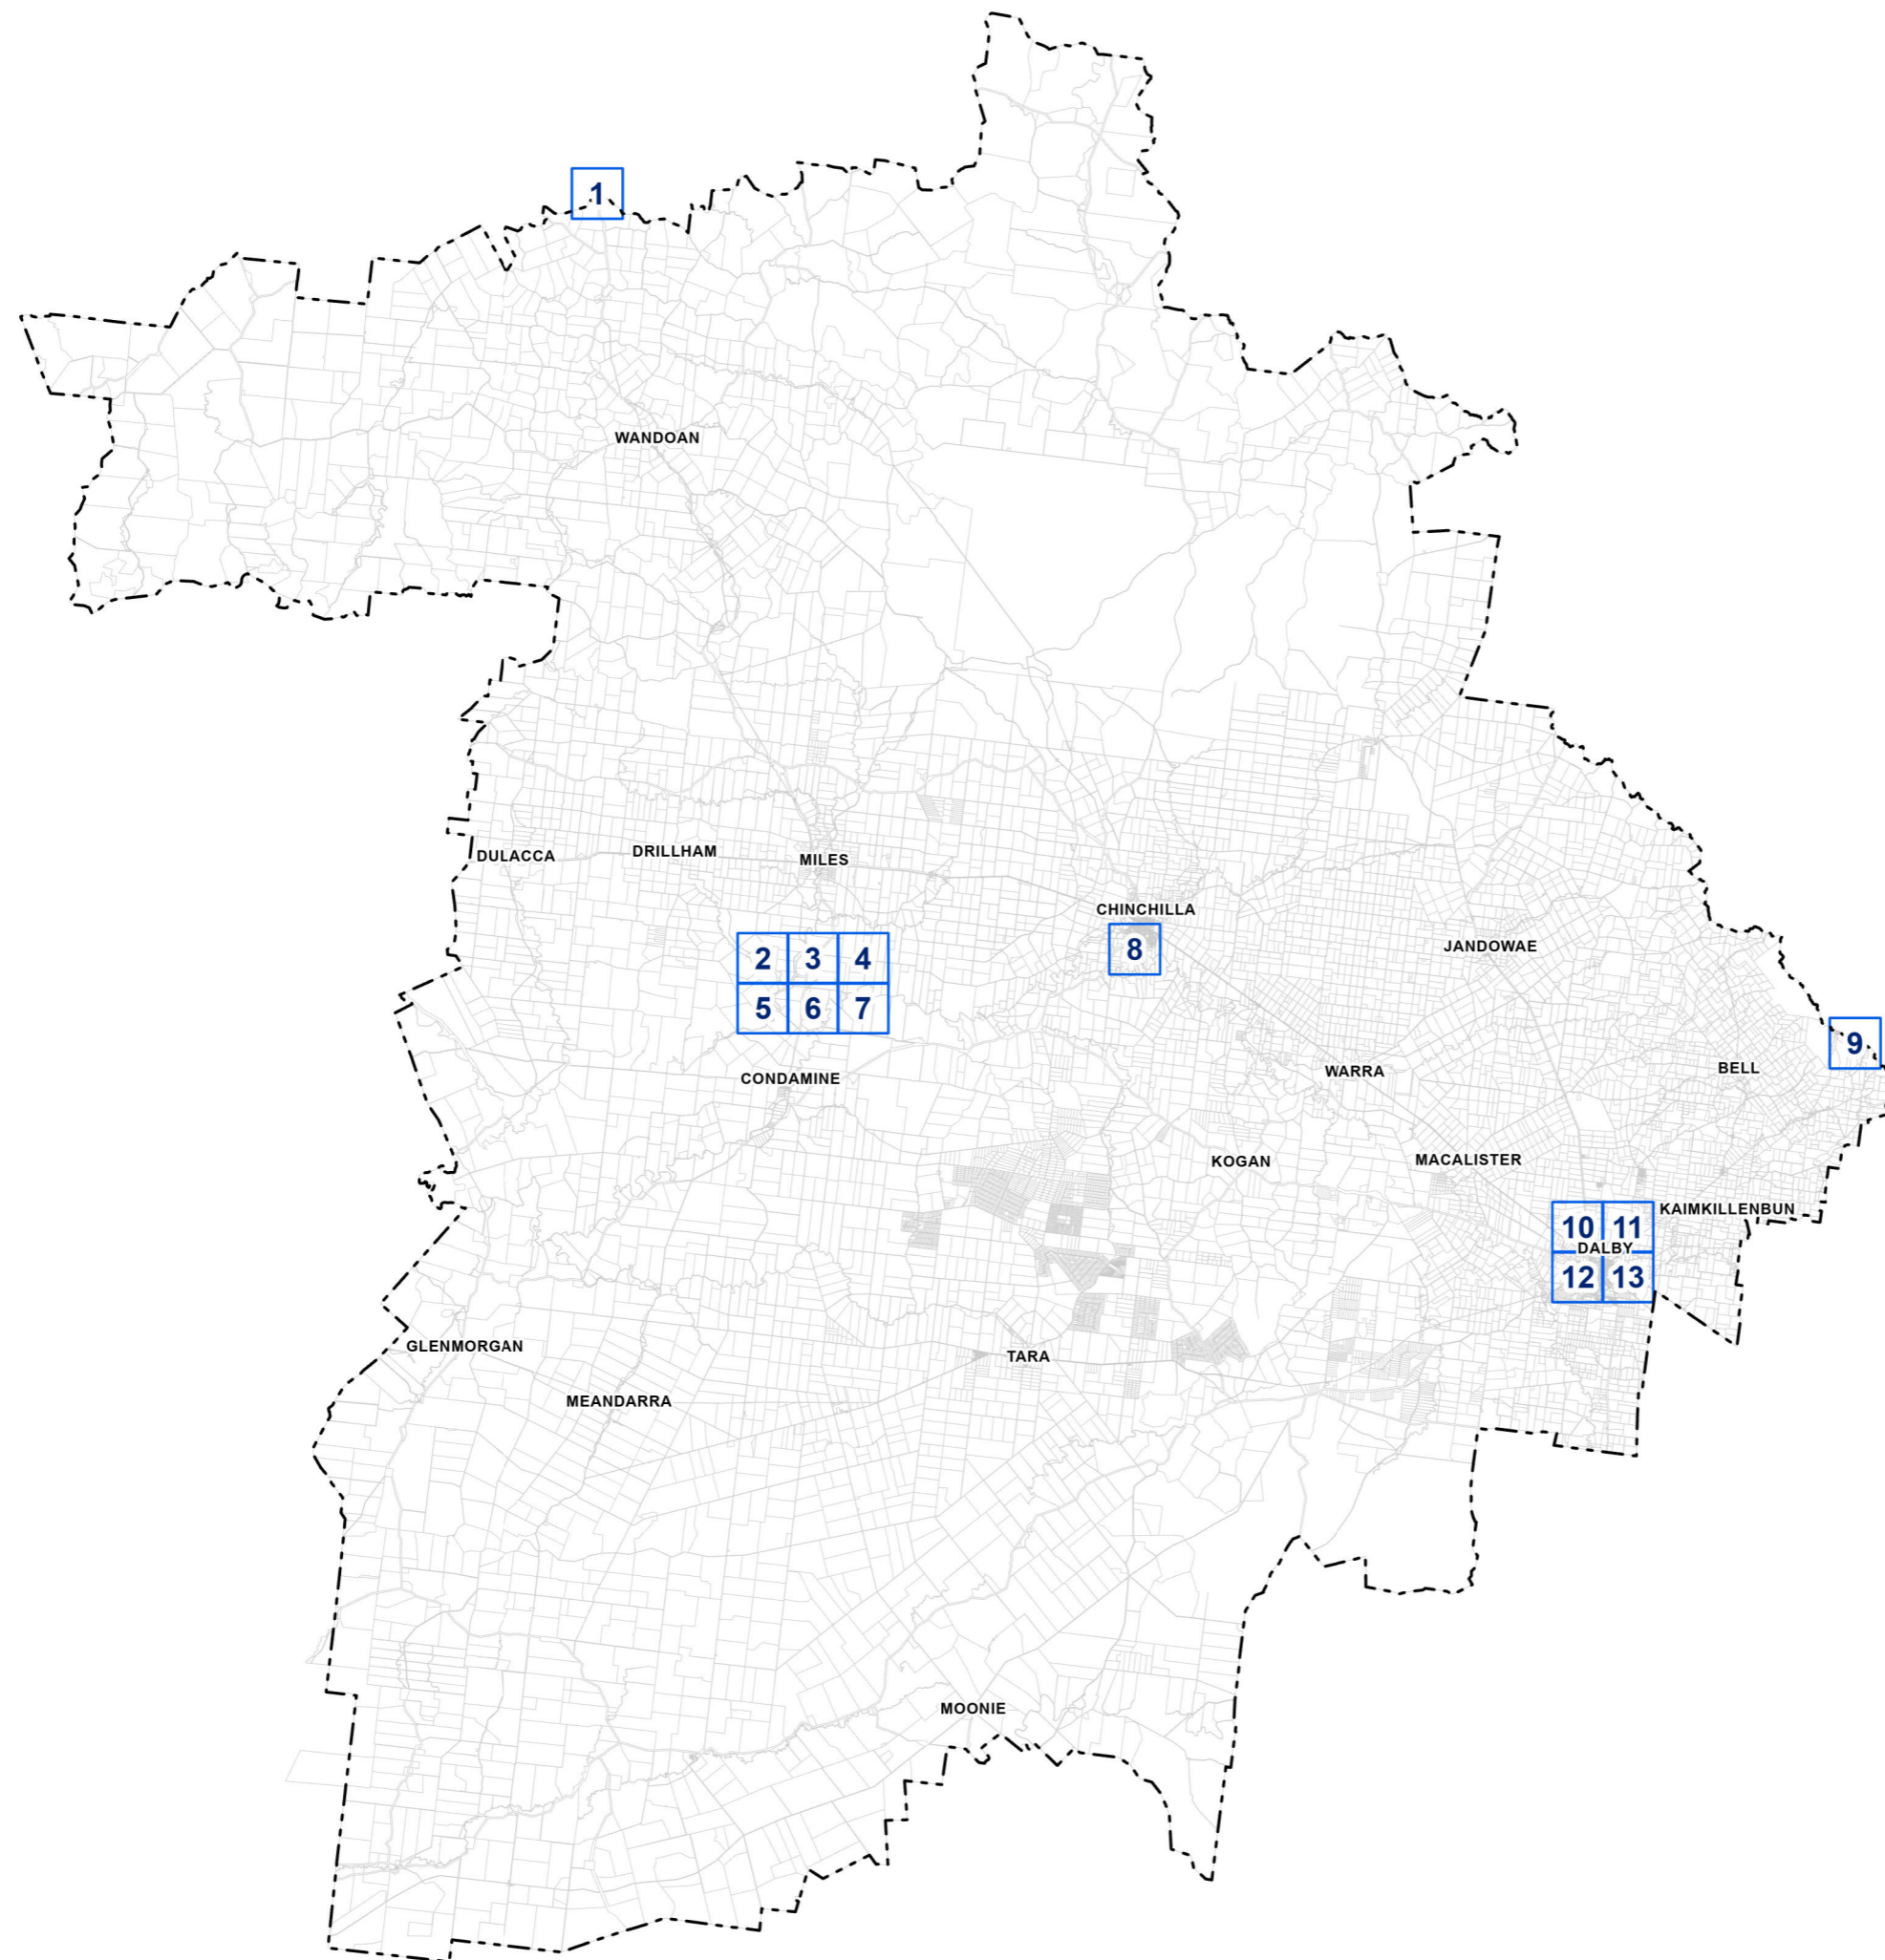 1
WANDOAN
DULACCA
DRILLHAM
MILES
CHINCHILLA
JANDOWAE
2 3 4
5 6 7
8
9
CONDAMINE
WARRA
BELL
KOGAN
MACALISTER
KAIMKILLENBUN
10 11
DALBY
12 13
GLENMORGAN
TARA
MEANDARRA
MOONIE